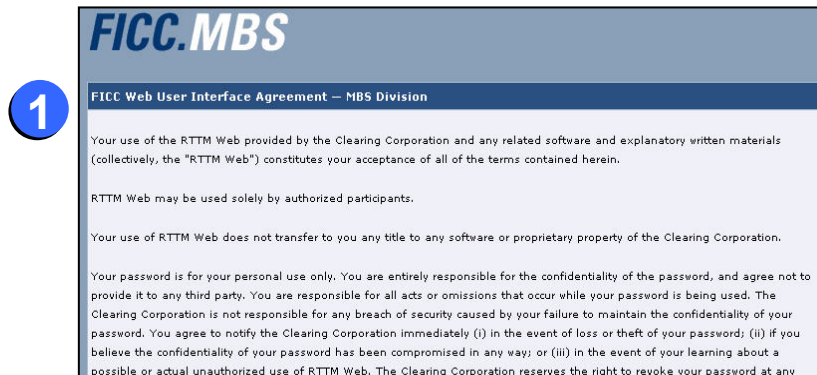 FICC.MBS
1
FICC Web User Interface Agreement — MBS Division
Your use of the RTTM Web provided by the Clearing Corporation and any related software and explanatory written materials
(collectively, the "RTTM Web") constitutes your acceptance of all of the terms contained herein.
RTTM Web may be used solely by authorized participants.
Your use of RTTM Web does not transfer to you any title to any software or proprietary property of the Clearing Corporation.
Your password is for your personal use only. You are entirely responsible for the confidentiality of the password, and agree not to
provide it to any third party. You are responsible for all acts or omissions that occur while your password is being used. The
Clearing Corporation is not responsible for any breach of security caused by your failure to maintain the confidentiality of your
password. You agree to notify the Clearing Corporation immediately (i) in the event of loss or theft of your password; (ii) if you
believe the confidentiality of your password has been compromised in any way; or (iii) in the event of your learning about a
possible or actual unauthorized use of RTTM Web. The Clearing Corporation reserves the right to revoke your password at any